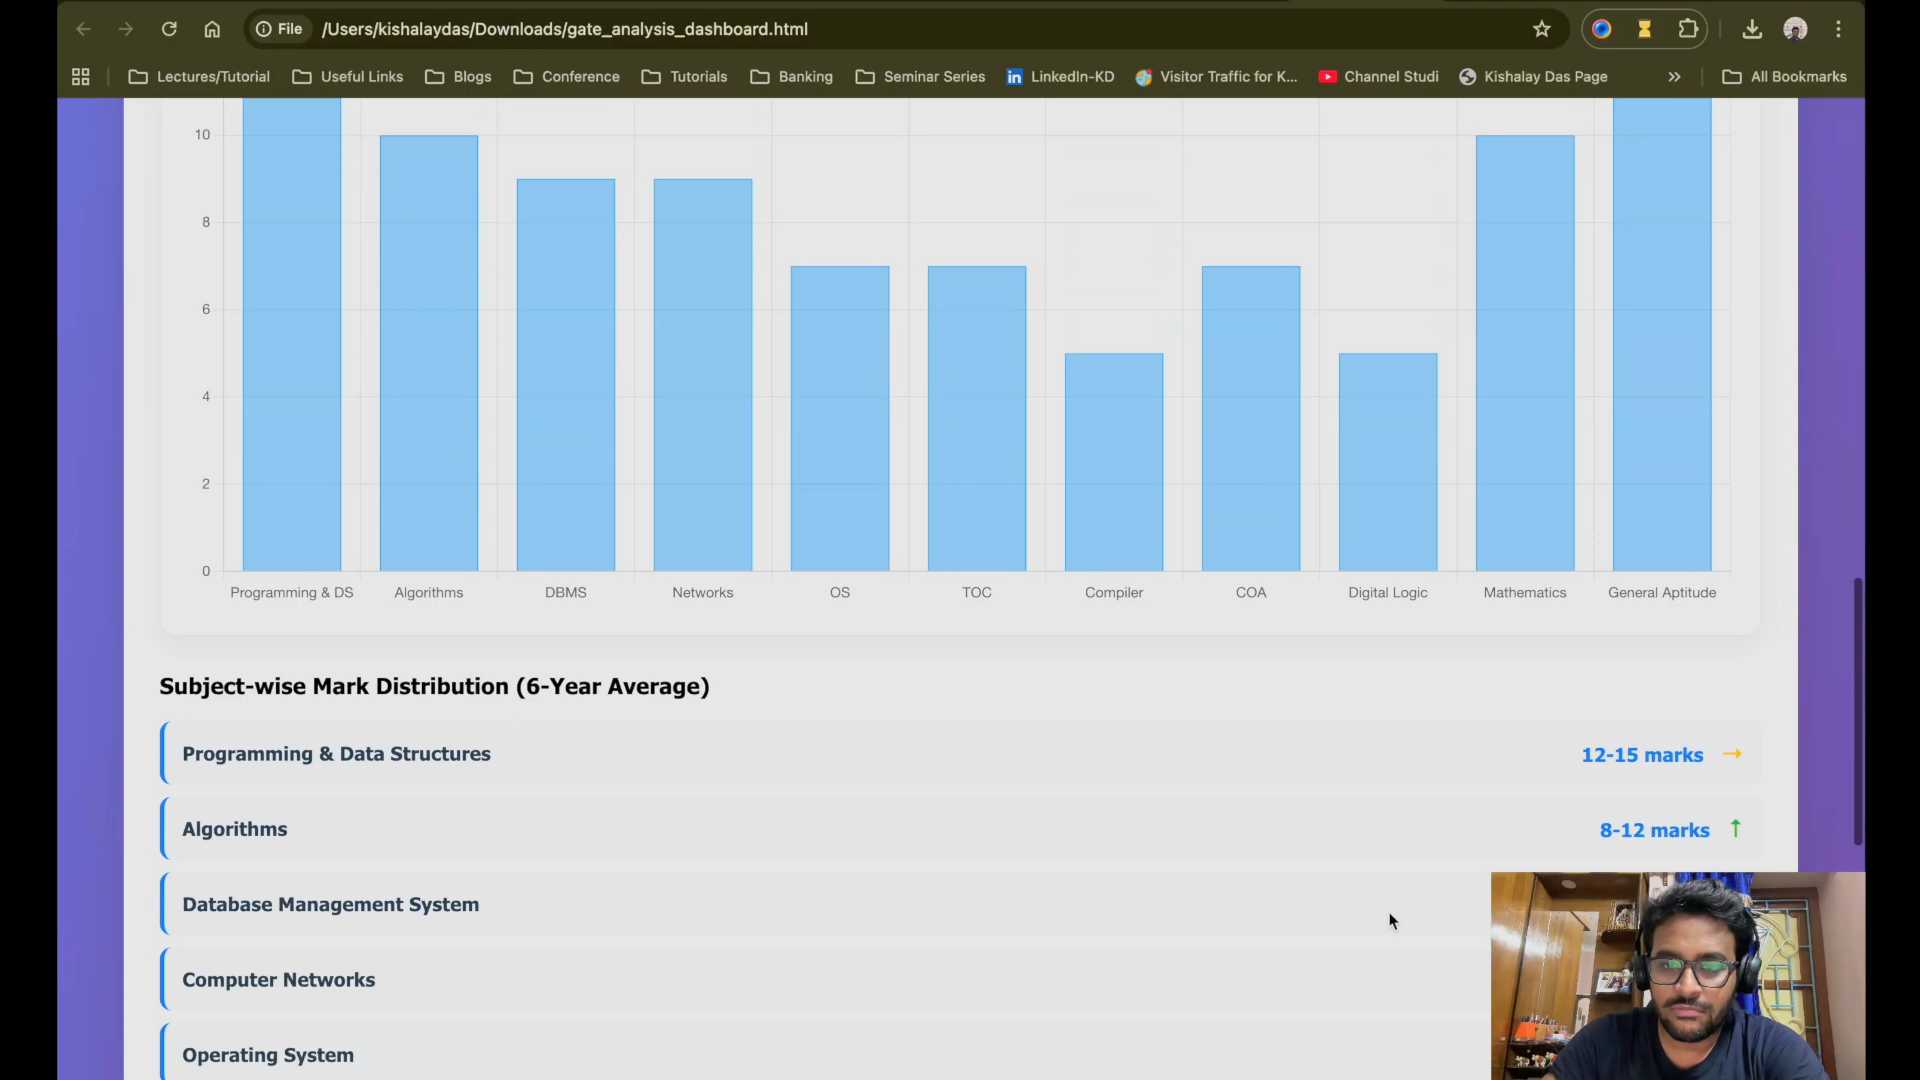 File /Users/kishalaydas/Downloads/gate_analysis_dashboard.html
Lectures/Tutorial Useful Links Blogs Conference Tutorials Banking Seminar Series LinkedIn-KD Visitor Traffic for K... Channel Studi Kishalay Das Page » All Bookmarks
10
8
6
4
2
0
Programming & DS Algorithms DBMS Networks OS TOC Compiler COA Digital Logic Mathematics General Aptitude
Subject-wise Mark Distribution (6-Year Average)
Programming & Data Structures 12-15 marks →
Algorithms 8-12 marks ↑
Database Management System
Computer Networks
Operating System